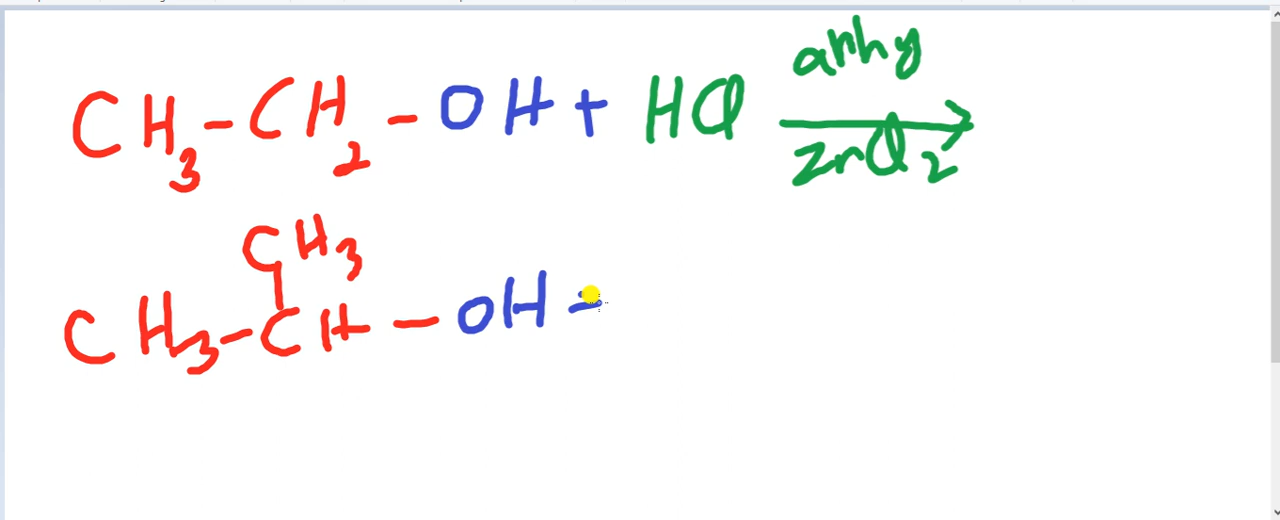 anhy
CH3-CH2-OH + HCl
ZnCl2
CH3
CH3-CH-OH -